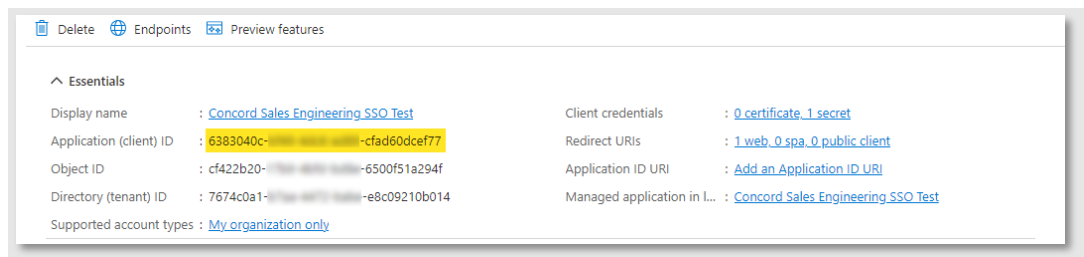 Delete Endpoints Preview features
Essentials
Display name : Concord Sales Engineering SSO Test
Application (client) ID : 6383040c- -cfad60dcef77
Object ID : cf422b20- -6500f51a294f
Directory (tenant) ID : 7674c0a1- -e8c09210b014
Supported account types : My organization only
Client credentials : 0 certificate, 1 secret
Redirect URIs : 1 web, 0 spa, 0 public client
Application ID URI : Add an Application ID URI
Managed application in l... : Concord Sales Engineering SSO Test